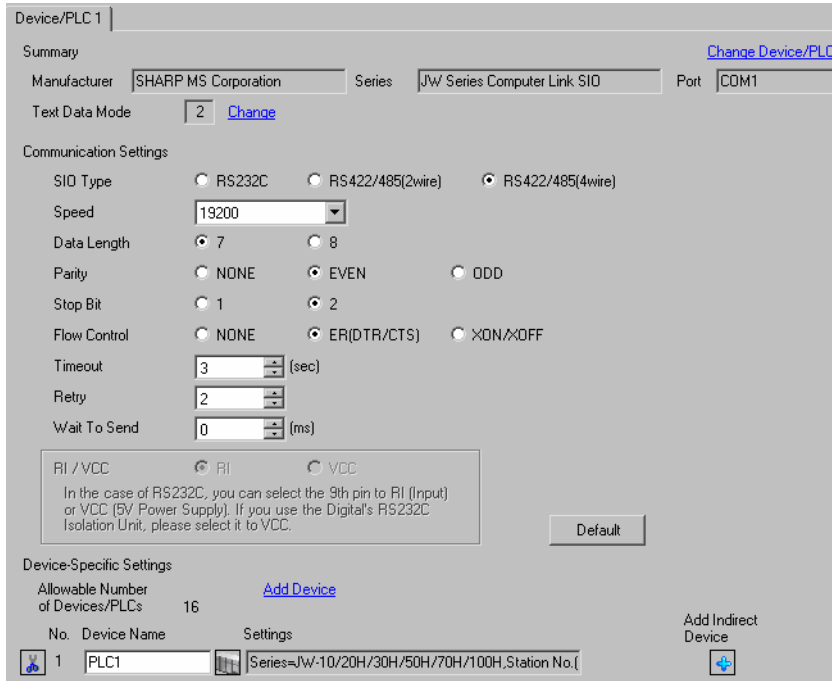 Device/PLC 1
Summary
Change Device/PLC
Manufacturer SHARP MS Corporation Series JW Series Computer Link SIO Port COM1
Text Data Mode 2 Change
Communication Settings
SIO Type RS232C RS422/485(2wire) RS422/485(4wire)
Speed 19200
Data Length 7 8
Parity NONE EVEN ODD
Stop Bit 1 2
Flow Control NONE ER(DTR/CTS) XON/XOFF
Timeout 3 (sec)
Retry 2
Wait To Send 0 (ms)
RI / VCC RI VCC
In the case of RS232C, you can select the 9th pin to RI (Input)
or VCC (5V Power Supply). If you use the Digital's RS232C
Isolation Unit, please select it to VCC.
Default
Device-Specific Settings
Allowable Number
of Devices/PLCs 16
Add Device
Add Indirect
Device
No. Device Name Settings
1 PLC1 Series=JW-10/20H/30H/50H/70H/100H,Station No.(